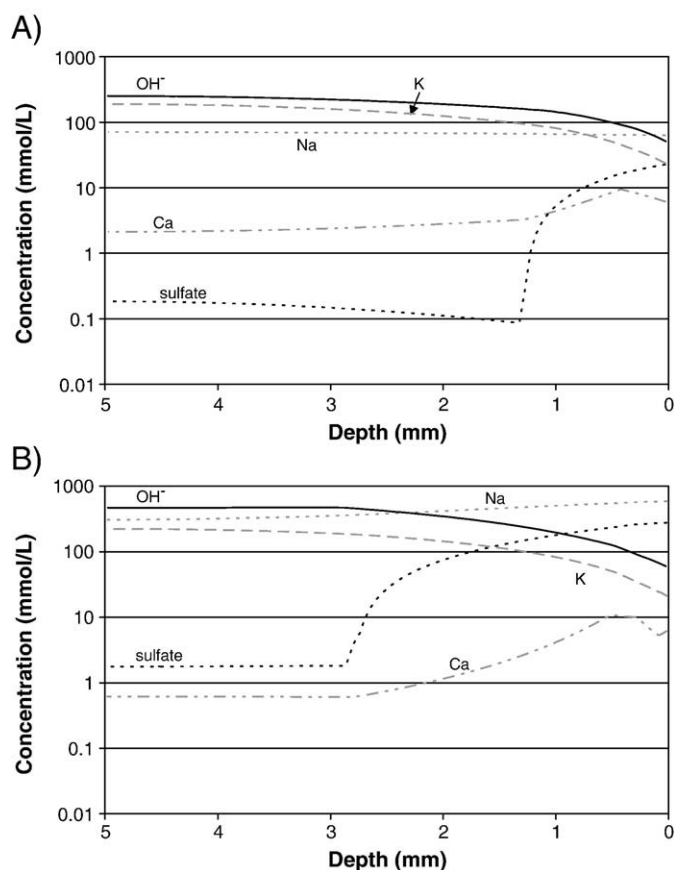 A)
Concentration (mmol/L)
1000
100
10
1
0.1
0.01
OH-
K
Na
Ca
sulfate
5 4 3 2 1 0
Depth (mm)
B)
Concentration (mmol/L)
1000
100
10
1
0.1
0.01
OH-
Na
K
sulfate
Ca
5 4 3 2 1 0
Depth (mm)